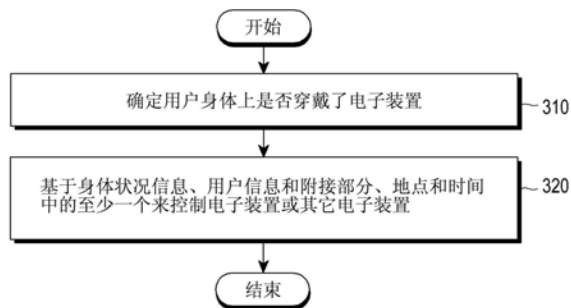 开始
确定用户身体上是否穿戴了电子装置
310
基于身体状况信息、用户信息和附接部分、地点和时间
中的至少一个来控制电子装置或其它电子装置
320
结束